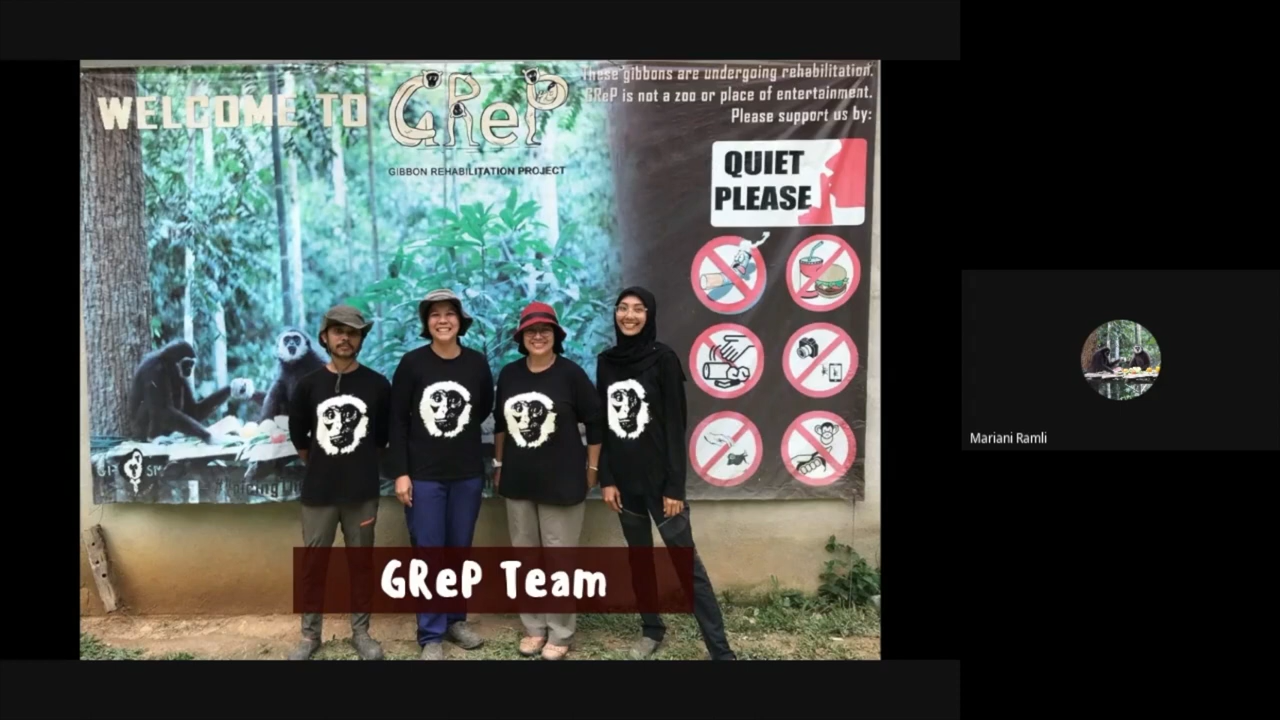 WELCOME TO GReP
GIBBON REHABILITATION PROJECT
These gibbons are undergoing rehabilitation.
GReP is not a zoo or place of entertainment.
Please support us by:
QUIET
PLEASE
GReP Team
Mariani Ramli